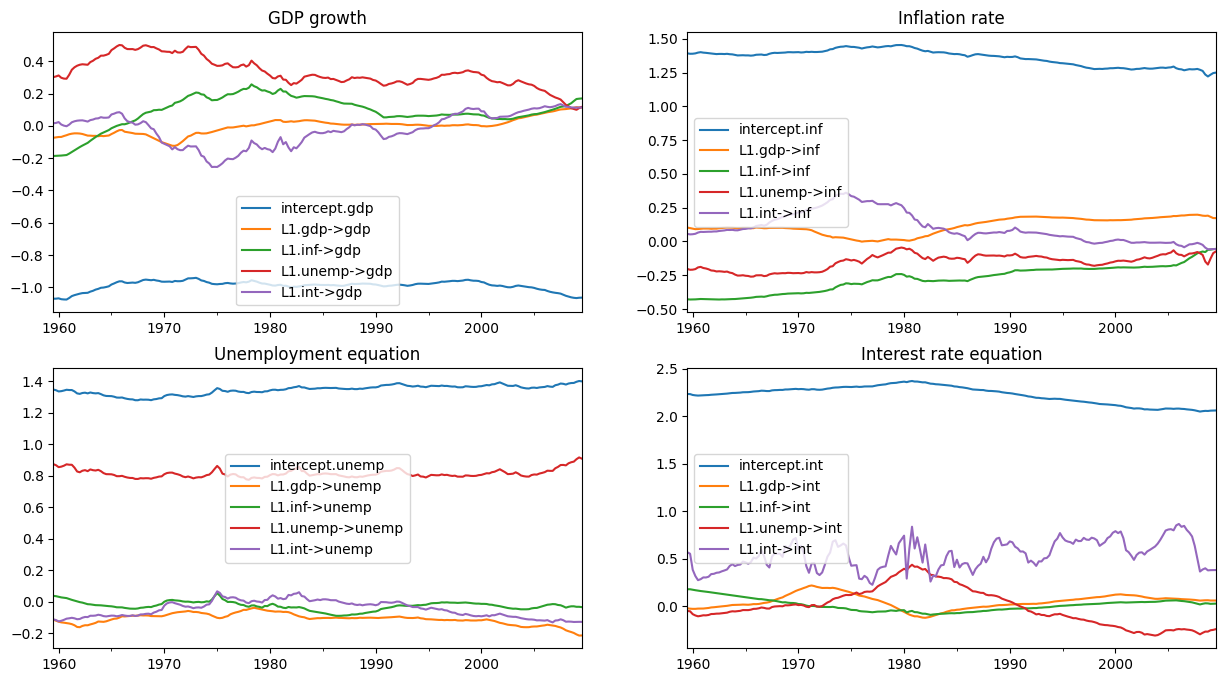 GDP growth
0.4
0.2
0.0
−0.2
−0.4
−0.6
−0.8
−1.0
intercept.gdp
L1.gdp->gdp
L1.inf->gdp
L1.unemp->gdp
L1.int->gdp
1960 1970 1980 1990 2000
Inflation rate
1.50
1.25
1.00
0.75
0.50
0.25
0.00
−0.25
−0.50
intercept.inf
L1.gdp->inf
L1.inf->inf
L1.unemp->inf
L1.int->inf
1960 1970 1980 1990 2000
Unemployment equation
1.4
1.2
1.0
0.8
0.6
0.4
0.2
0.0
−0.2
intercept.unemp
L1.gdp->unemp
L1.inf->unemp
L1.unemp->unemp
L1.int->unemp
1960 1970 1980 1990 2000
Interest rate equation
2.5
2.0
1.5
1.0
0.5
0.0
intercept.int
L1.gdp->int
L1.inf->int
L1.unemp->int
L1.int->int
1960 1970 1980 1990 2000